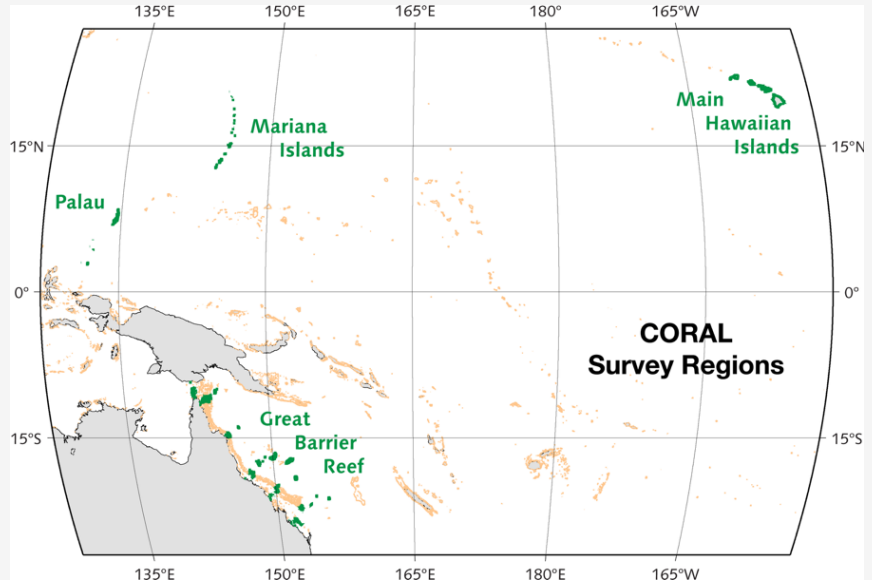 135°E 150°E 165°E 180° 165°W
Main
Hawaiian
Islands
Mariana
Islands
15°N 15°N
Palau
0° 0°
CORAL
Survey Regions
Great
Barrier
Reef
15°S 15°S
135°E 150°E 165°E 180° 165°W